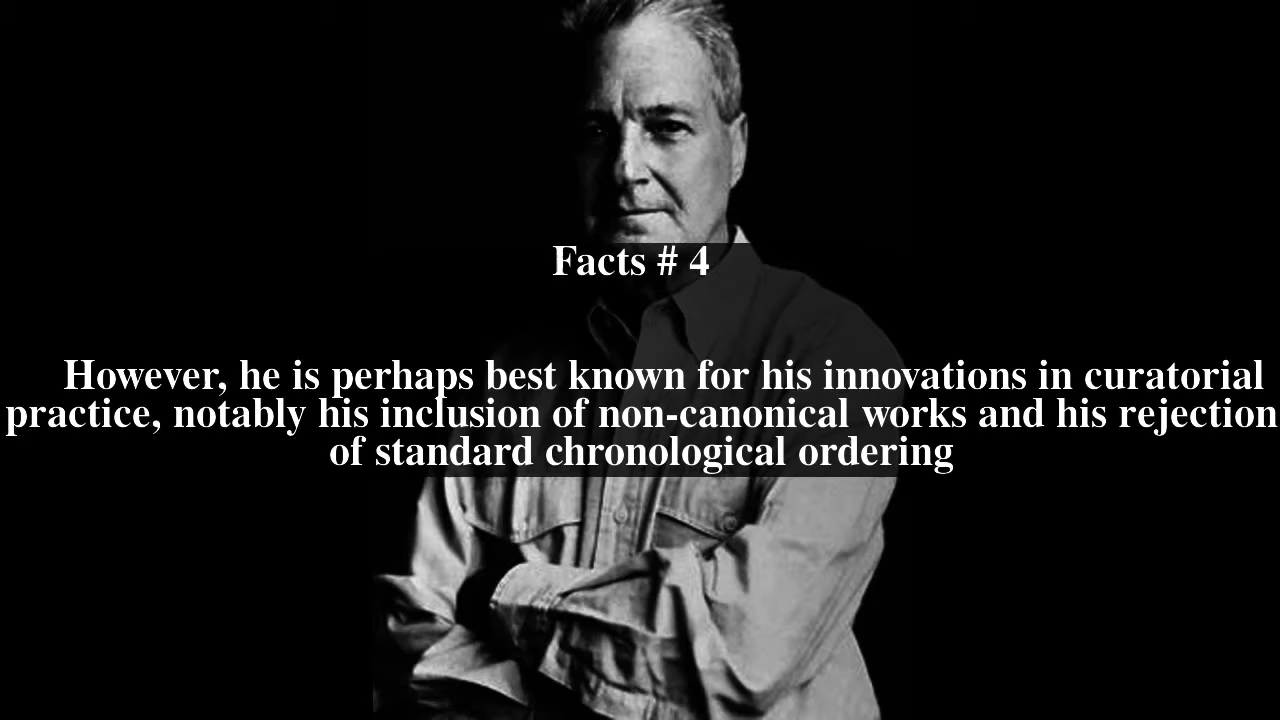 Facts # 4
However, he is perhaps best known for his innovations in curatorial
practice, notably his inclusion of non-canonical works and his rejection
of standard chronological ordering